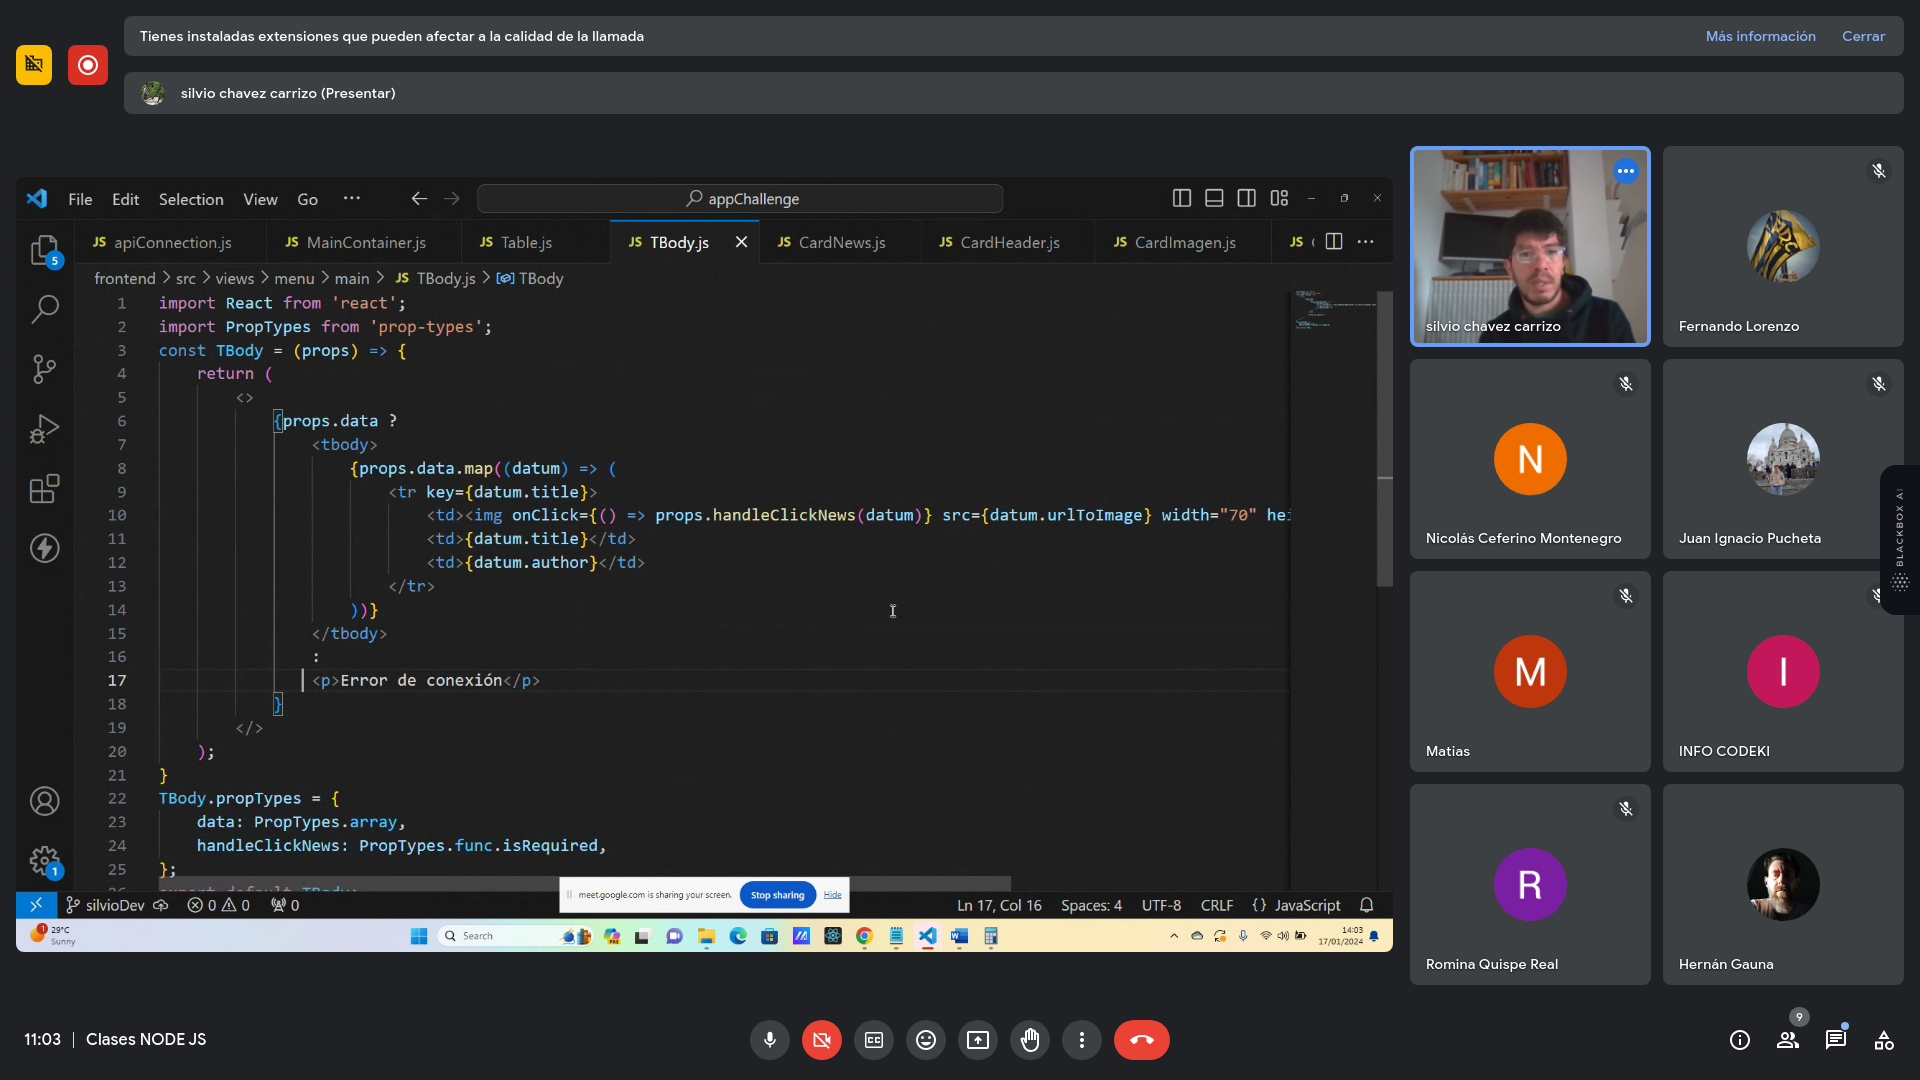 Tienes instaladas extensiones que pueden afectar a la calidad de la llamada
Más información
Cerrar
silvio chavez carrizo (Presentar)
File Edit Selection View Go ···
appChallenge
JS apiConnection.js
JS MainContainer.js
JS Table.js
JS TBody.js
JS CardNews.js
JS CardHeader.js
JS CardImagen.js
JS
frontend > src > views > menu > main > JS TBody.js > TBody
1 import React from 'react';
2 import PropTypes from 'prop-types';
3 const TBody = (props) => {
4 return (
5 <>
6 {props.data ?
7 <tbody>
8 {props.data.map((datum) => (
9 <tr key={datum.title}>
10 <td><img onClick={() => props.handleClickNews(datum)} src={datum.urlToImage} width="70" hei
11 <td>{datum.title}</td>
12 <td>{datum.author}</td>
13 </tr>
14 ))}
15 </tbody>
16 :
17 <p>Error de conexión</p>
18 }
19 </>
20 );
21 }
22 TBody.propTypes = {
23 data: PropTypes.array,
24 handleClickNews: PropTypes.func.isRequired,
25 };
26 export default TBody;
5
1
silvioDev
0 0
0
meet.google.com is sharing your screen.
Stop sharing
Hide
Ln 17, Col 16
Spaces: 4
UTF-8
CRLF
{} JavaScript
1
29°C
Sunny
Search
14:03
17/01/2024
silvio chavez carrizo
Fernando Lorenzo
N
Nicolás Ceferino Montenegro
Juan Ignacio Pucheta
M
Matias
I
INFO CODEKI
R
Romina Quispe Real
Hernán Gauna
BLACKBOX AI
11:03 | Clases NODE JS
9